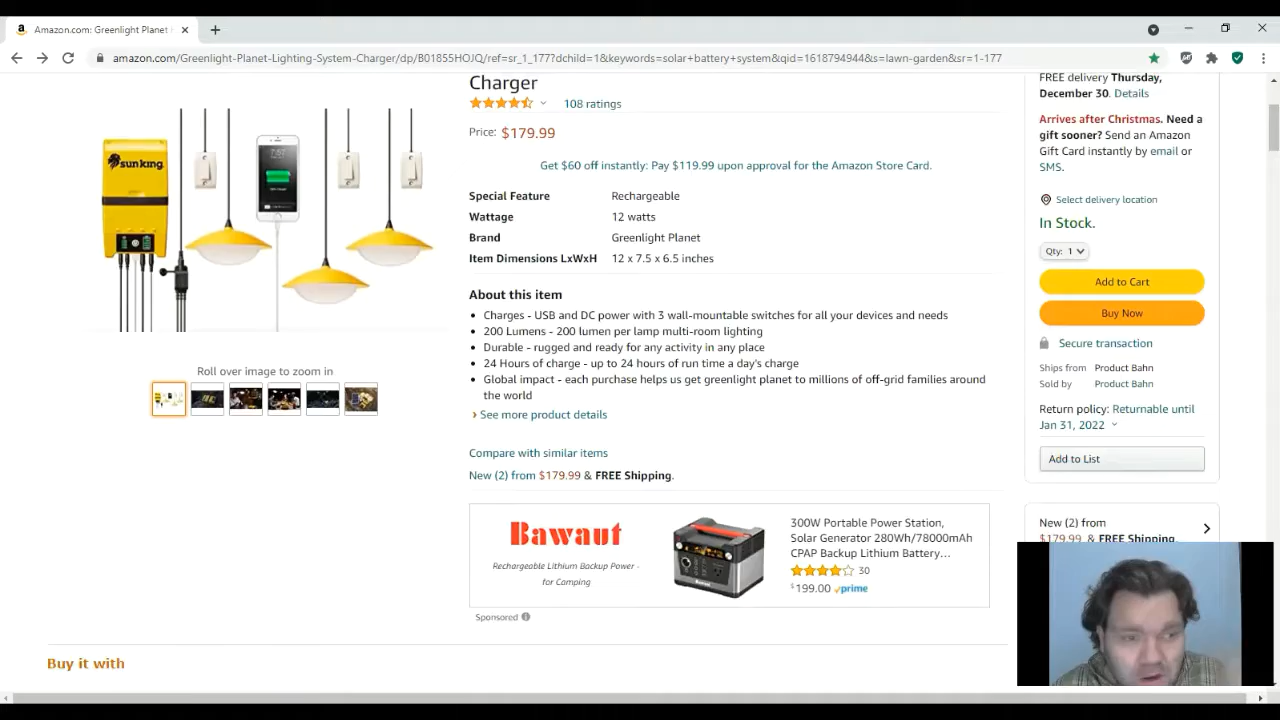 Amazon.com: Greenlight Planet
amazon.com/Greenlight-Planet-Lighting-System-Charger/dp/B01855HOJQ/ref=sr_1_177?dchild=1&keywords=solar+battery+system&qid=1618794944&s=lawn-garden&sr=1-177
Charger
108 ratings
Price: $179.99
Get $60 off instantly: Pay $119.99 upon approval for the Amazon Store Card.
Special Feature Rechargeable
Wattage 12 watts
Brand Greenlight Planet
Item Dimensions LxWxH 12 x 7.5 x 6.5 inches
About this item
Charges - USB and DC power with 3 wall-mountable switches for all your devices and needs
200 Lumens - 200 lumen per lamp multi-room lighting
Durable - rugged and ready for any activity in any place
24 Hours of charge - up to 24 hours of run time a day's charge
Global impact - each purchase helps us get greenlight planet to millions of off-grid families around
the world
› See more product details
Compare with similar items
New (2) from $179.99 & FREE Shipping.
sun king
7:57
Roll over image to zoom in
Bawaut
Rechargeable Lithium Backup Power -
for Camping
300W Portable Power Station,
Solar Generator 280Wh/78000mAh
CPAP Backup Lithium Battery…
30
$199.00 prime
Sponsored
Buy it with
FREE delivery Thursday,
December 30. Details
Arrives after Christmas. Need a
gift sooner? Send an Amazon
Gift Card instantly by email or
SMS.
Select delivery location
In Stock.
Qty: 1
Add to Cart
Buy Now
Secure transaction
Ships from Product Bahn
Sold by Product Bahn
Return policy: Returnable until
Jan 31, 2022
Add to List
New (2) from
$179.99 & FREE Shipping.